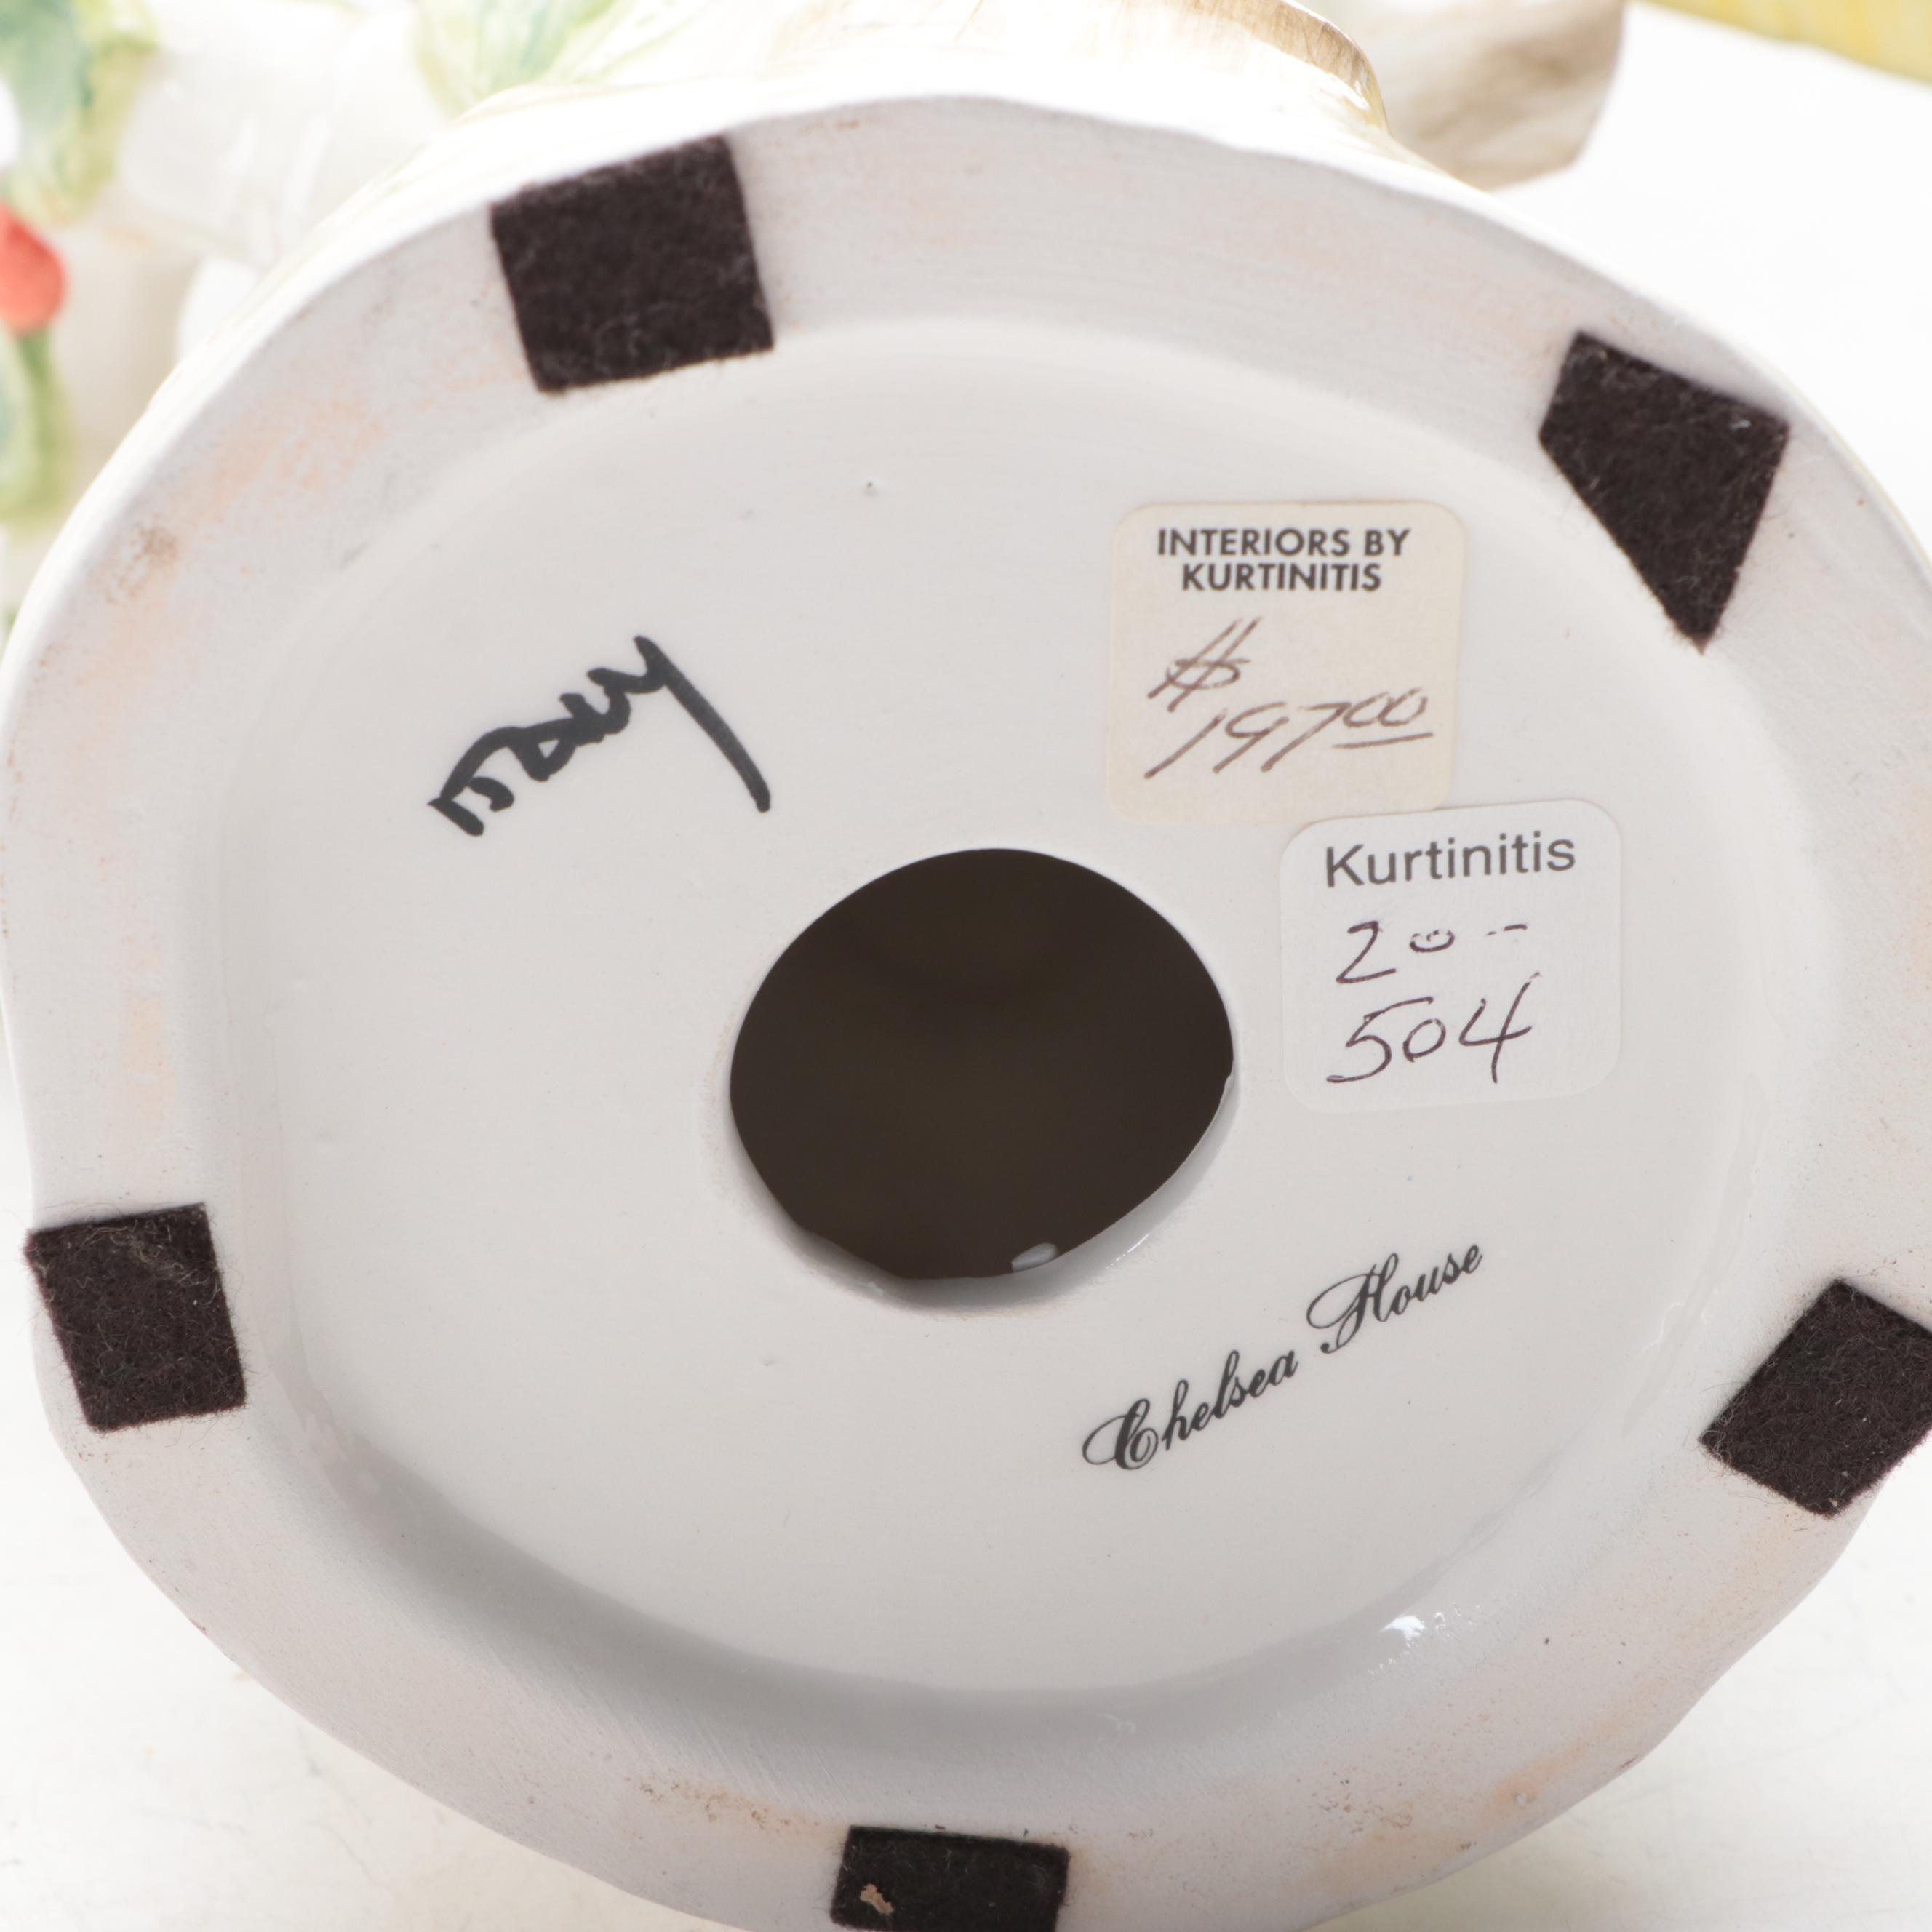 INTERIORS BY
KURTINITIS
$
197.00
Kurtinitis
20-
504
Chelsea House
Italy